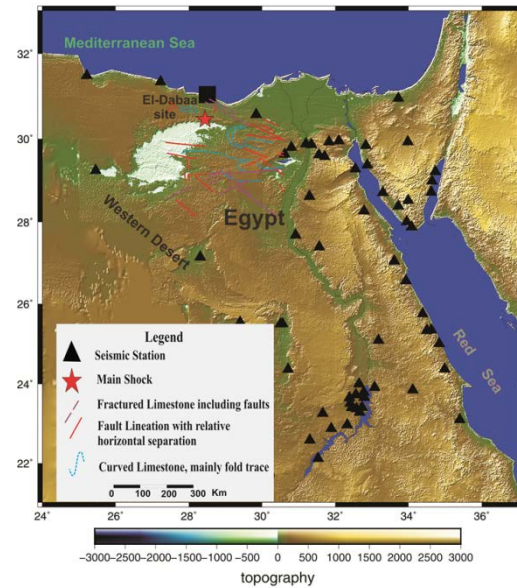 32°
30°
28°
26°
24°
22°
Mediterranean Sea
El-Dabaa
site
Egypt
Western Desert
Red Sea
Legend
Seismic Station
Main Shock
Fractured Limestone including faults
Fault Lineation with relative
horizontal separation
Curved Limestone, mainly fold trace
0 100 200 300 Km
24° 26° 28° 30° 32° 34° 36°
−3000−2500−2000−1500−1000 −500 0 500 1000 1500 2000 2500 3000
topography